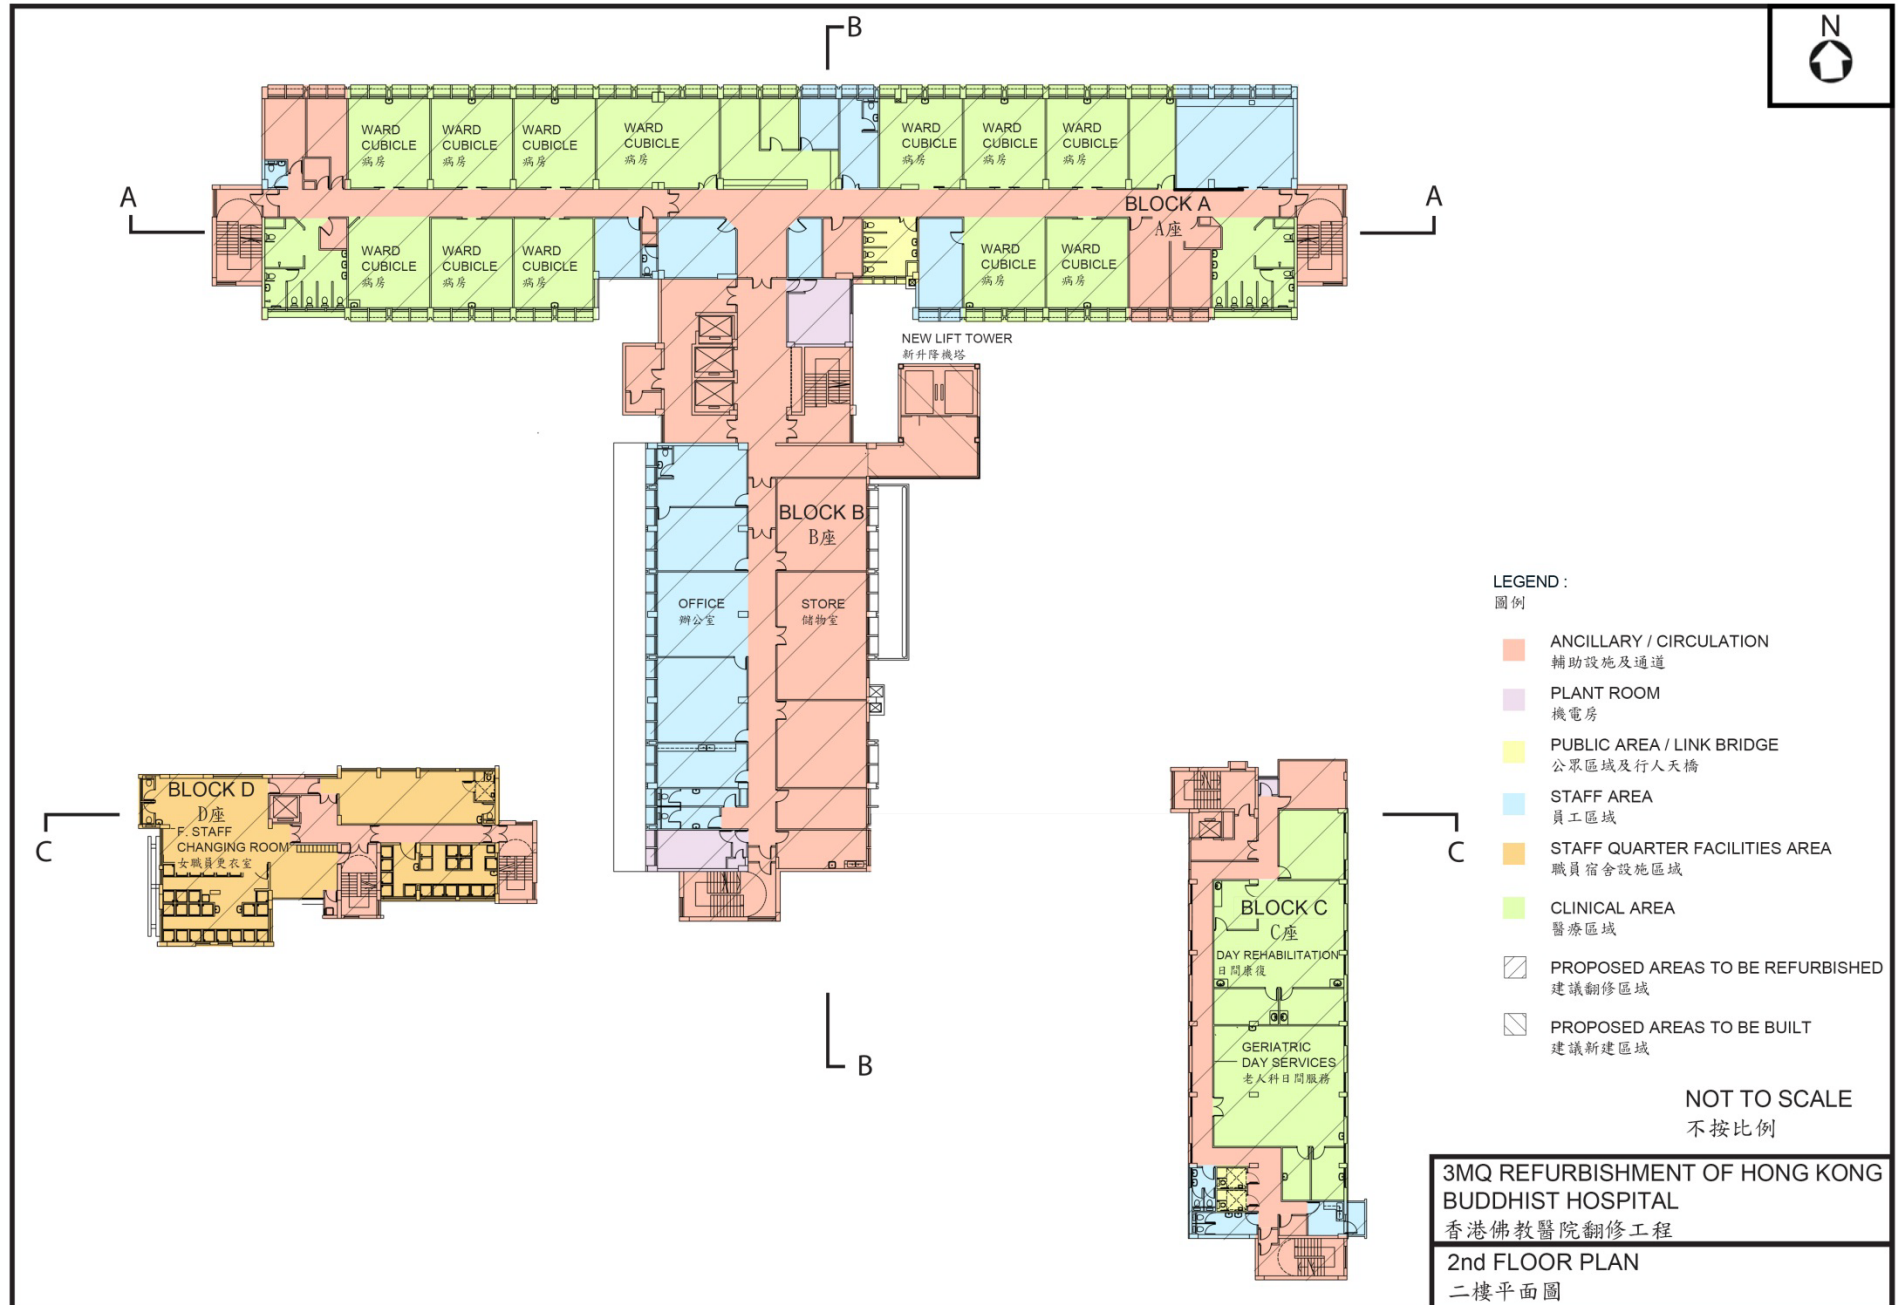 B
N
WARD
CUBICLE
病房
WARD
CUBICLE
病房
WARD
CUBICLE
病房
WARD
CUBICLE
病房
WARD
CUBICLE
病房
WARD
CUBICLE
病房
WARD
CUBICLE
病房
A
A
BLOCK A
A座
WARD
CUBICLE
病房
WARD
CUBICLE
病房
WARD
CUBICLE
病房
WARD
CUBICLE
病房
WARD
CUBICLE
病房
NEW LIFT TOWER
新升降機塔
BLOCK B
B座
OFFICE
辦公室
STORE
儲物室
LEGEND :
圖例
ANCILLARY / CIRCULATION
輔助設施及通道
PLANT ROOM
機電房
PUBLIC AREA / LINK BRIDGE
公眾區域及行人天橋
STAFF AREA
員工區域
STAFF QUARTER FACILITIES AREA
職員宿舍設施區域
CLINICAL AREA
醫療區域
PROPOSED AREAS TO BE REFURBISHED
建議翻修區域
PROPOSED AREAS TO BE BUILT
建議新建區域
BLOCK D
D座
F. STAFF
CHANGING ROOM
女職員更衣室
C
C
BLOCK C
C座
DAY REHABILITATION
日間康復
GERIATRIC
DAY SERVICES
老人科日間服務
B
NOT TO SCALE
不按比例
3MQ REFURBISHMENT OF HONG KONG
BUDDHIST HOSPITAL
香港佛教醫院翻修工程
2nd FLOOR PLAN
二樓平面圖